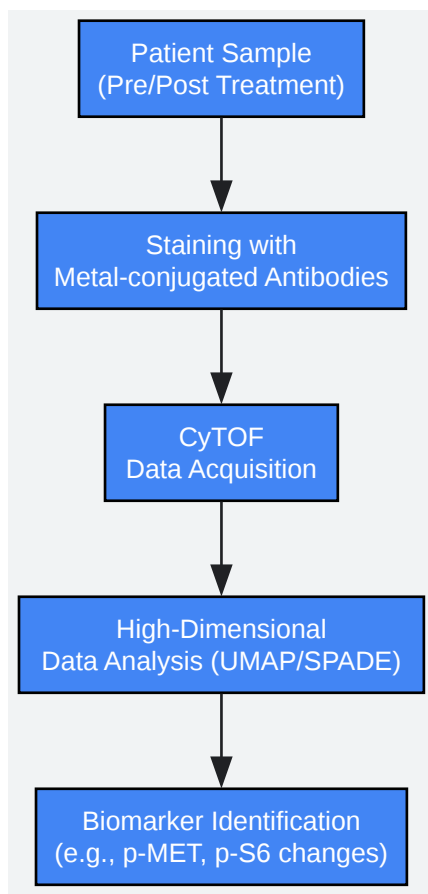 Patient Sample
(Pre/Post Treatment)
Staining with
Metal-conjugated Antibodies
CyTOF
Data Acquisition
High-Dimensional
Data Analysis (UMAP/SPADE)
Biomarker Identification
(e.g., p-MET, p-S6 changes)